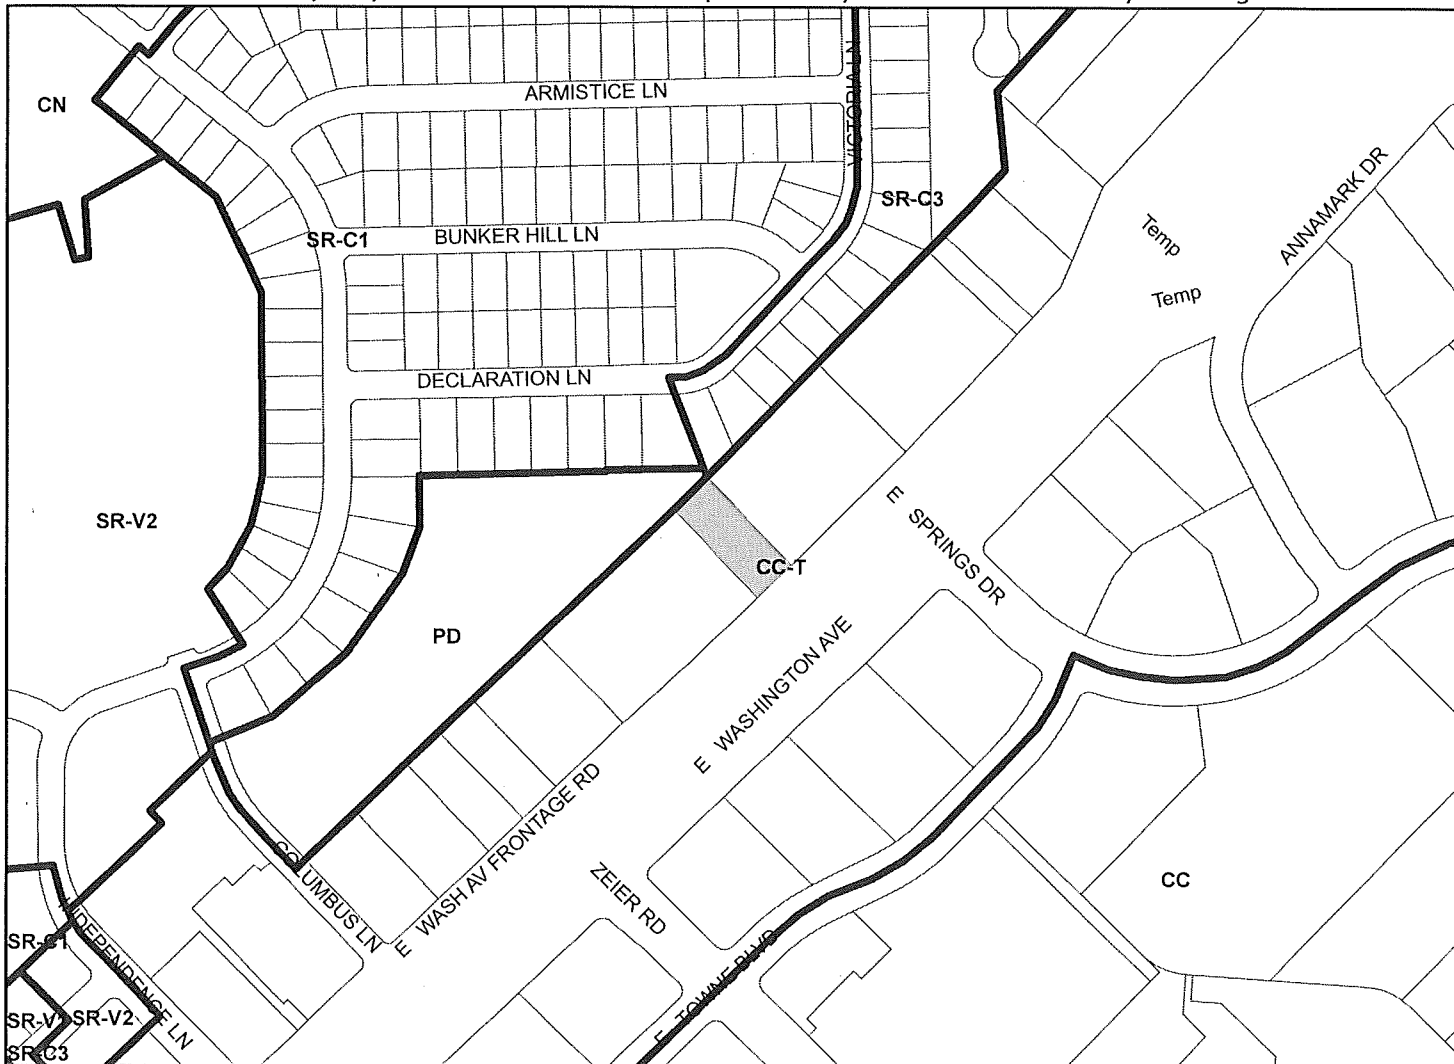 ARMISTICE LN
VICTORIA LN
CN
ANNAMARK DR
SR-C3
SR-C1
BUNKER HILL LN
Temp
Temp
DECLARATION LN
SR-V2
E SPRINGS DR
CC-T
PD
E WASHINGTON AVE
E WASH AV FRONTAGE RD
COLUMBUS LN
ZEIER RD
CC
SR-C1
INDEPENDENCE LN
E TOWNE BLVD
SR-V2
SR-C3